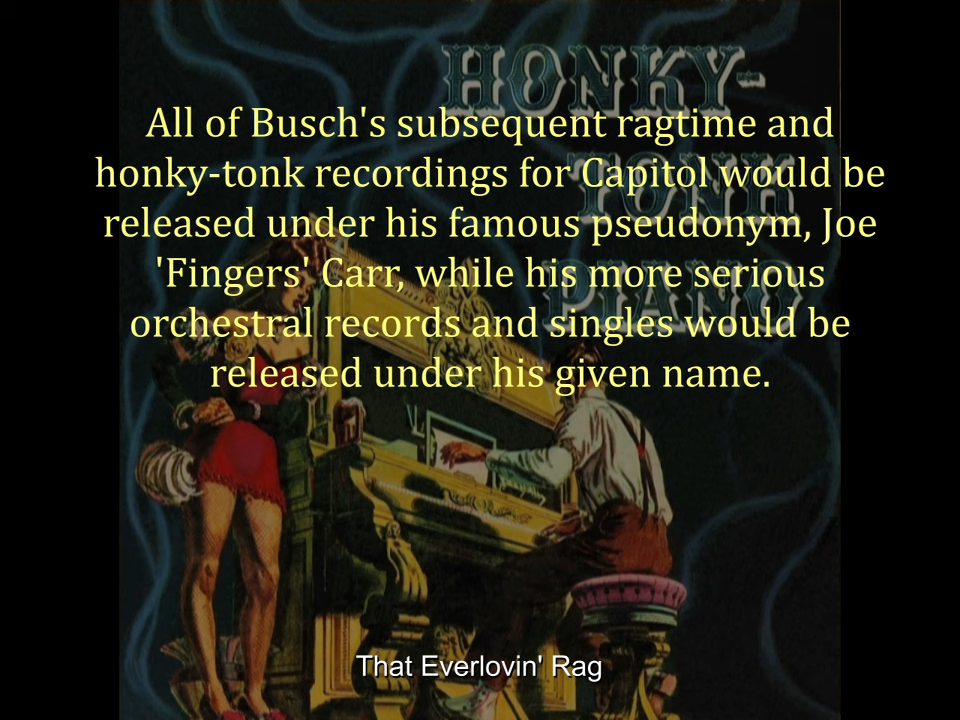 HONKY-
TONK
PIANO
All of Busch's subsequent ragtime and
honky-tonk recordings for Capitol would be
released under his famous pseudonym, Joe
'Fingers' Carr, while his more serious
orchestral records and singles would be
released under his given name.
That Everlovin' Rag